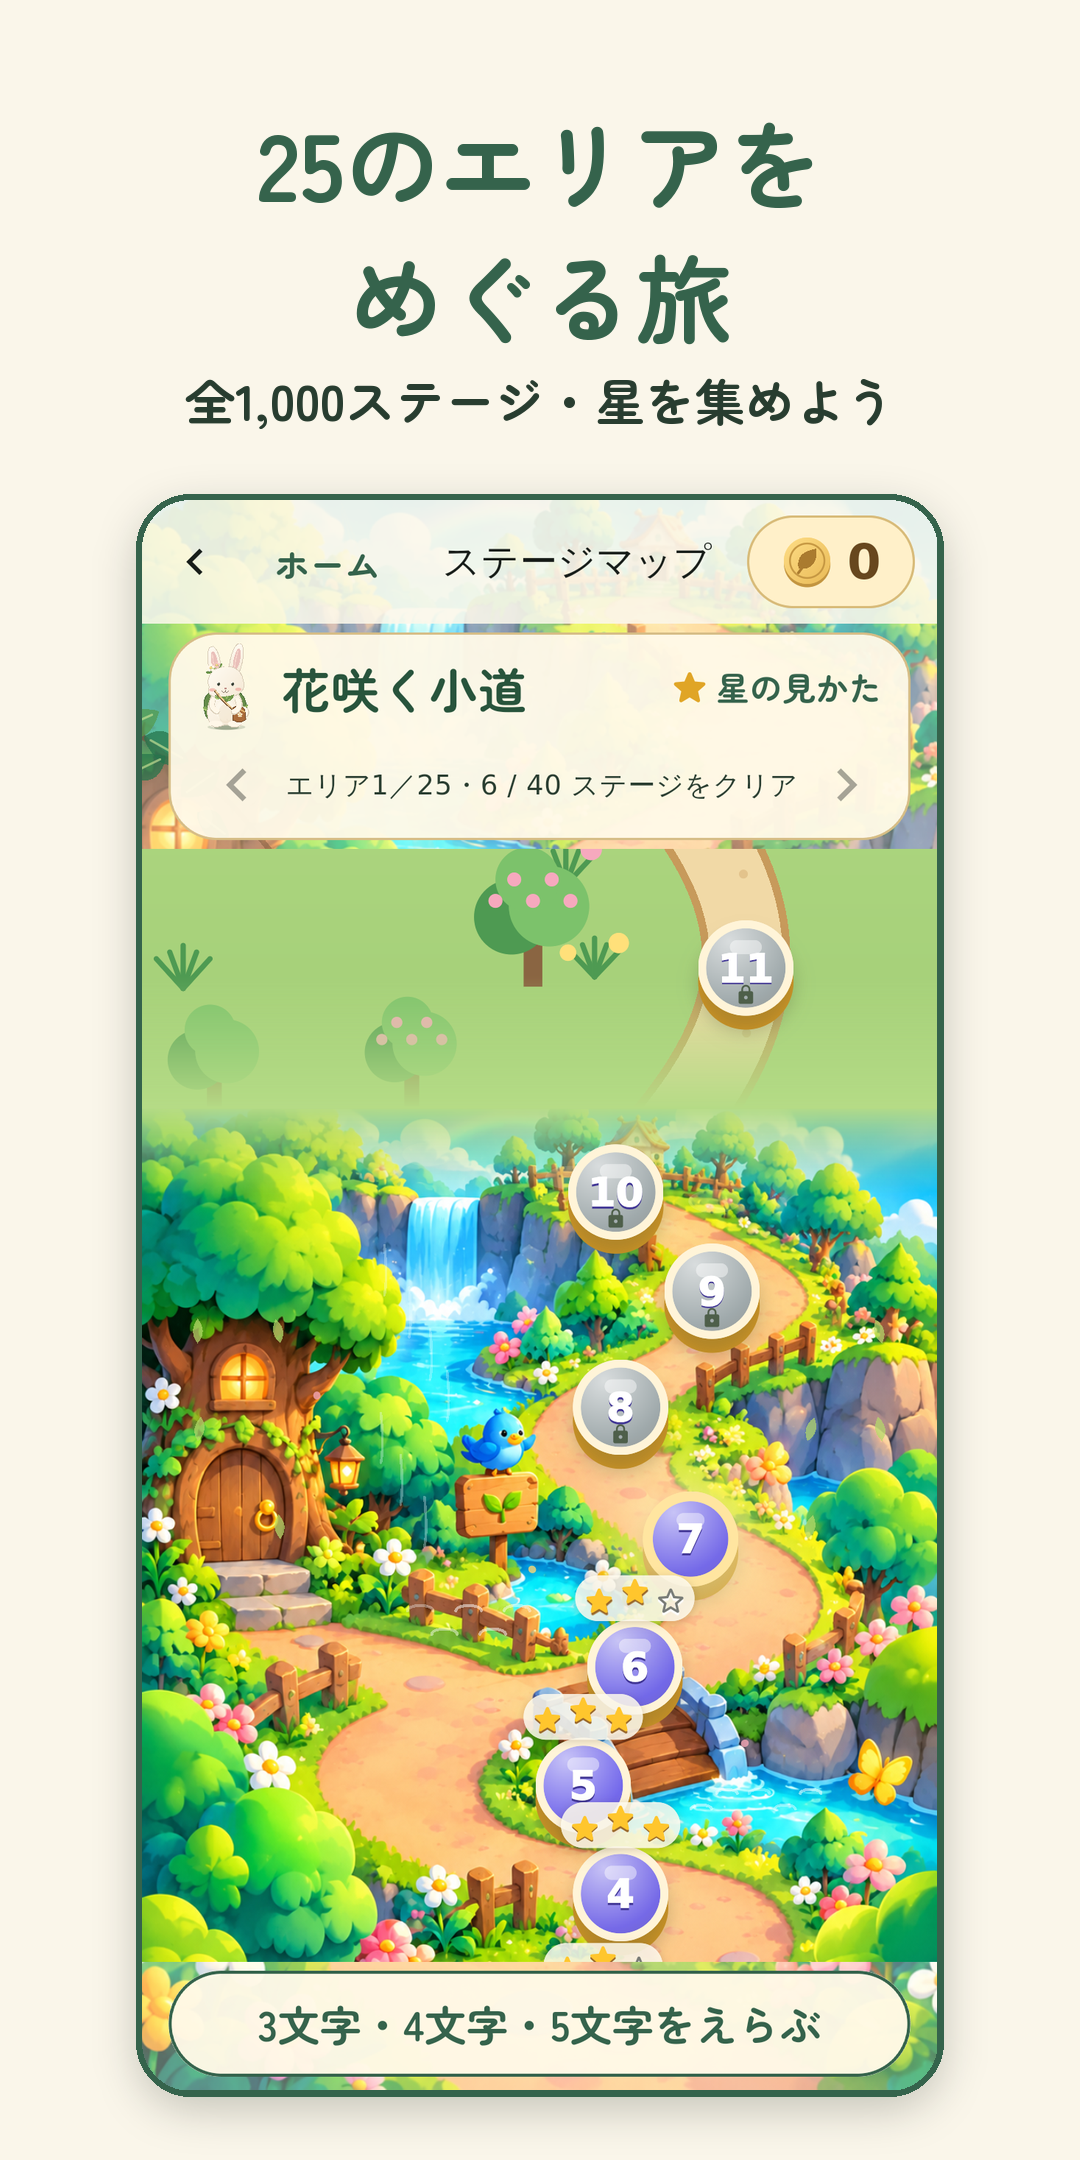 25のエリアを
めぐる旅
全1,000ステージ・星を集めよう
ホーム ステージマップ 0
花咲く小道 星の見かた
エリア1／25・6 / 40 ステージをクリア
11
10
9
8
7
6
5
4
3文字・4文字・5文字をえらぶ